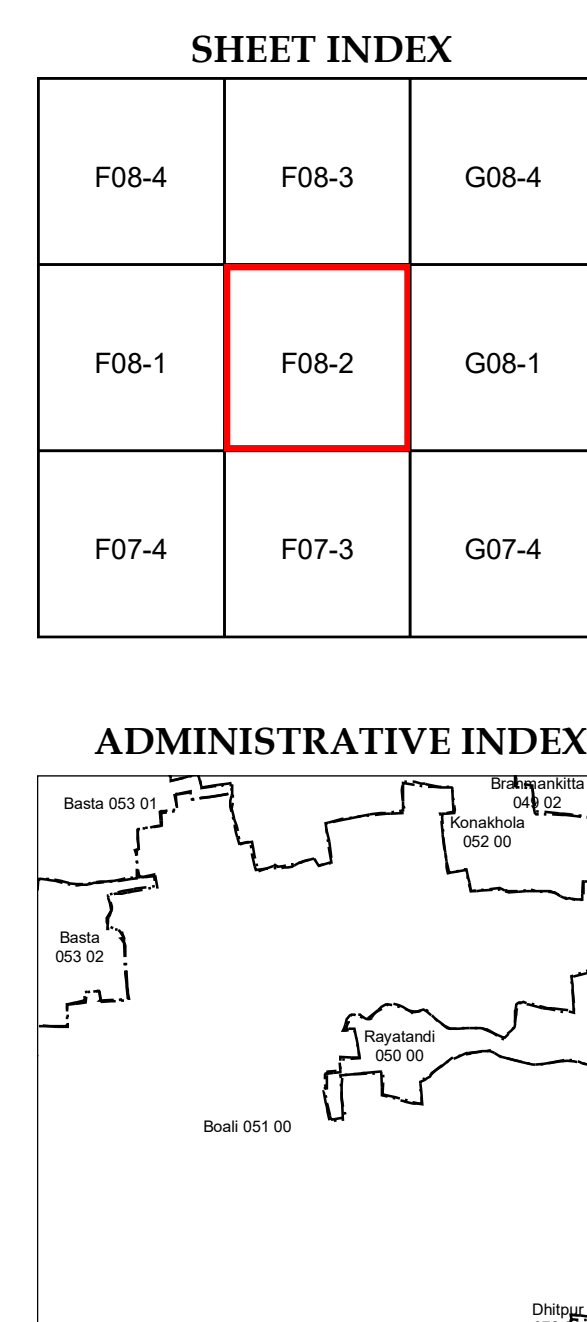 SHEET INDEX
F08-4 F08-3 G08-4
F08-1 F08-2 G08-1
F07-4 F07-3 G07-4
ADMINISTRATIVE INDEX
Basta 053 01
Brahmankitta
049 02
Konakhola
052 00
Basta
053 02
Rayatandi
050 00
Boali 051 00
Dhitpur